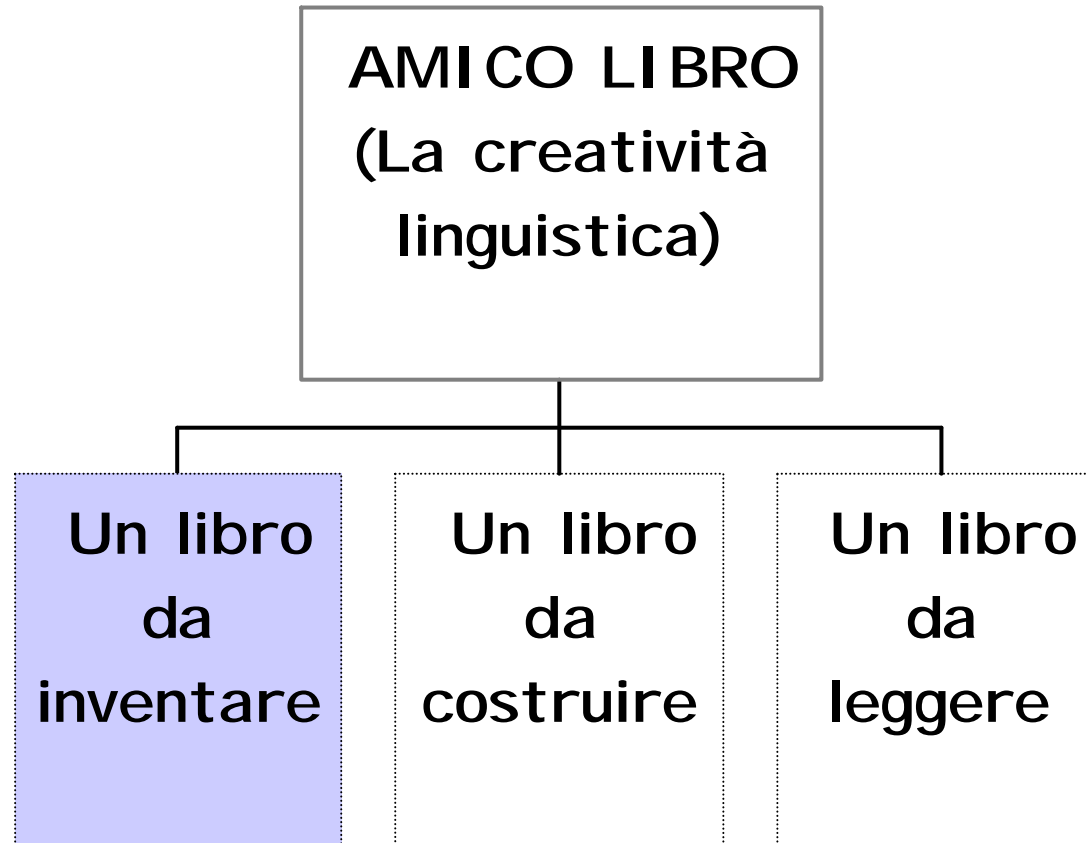 AMICO LIBRO
(La creatività
linguistica)
Un libro
da
inventare
Un libro
da
costruire
Un libro
da
leggere